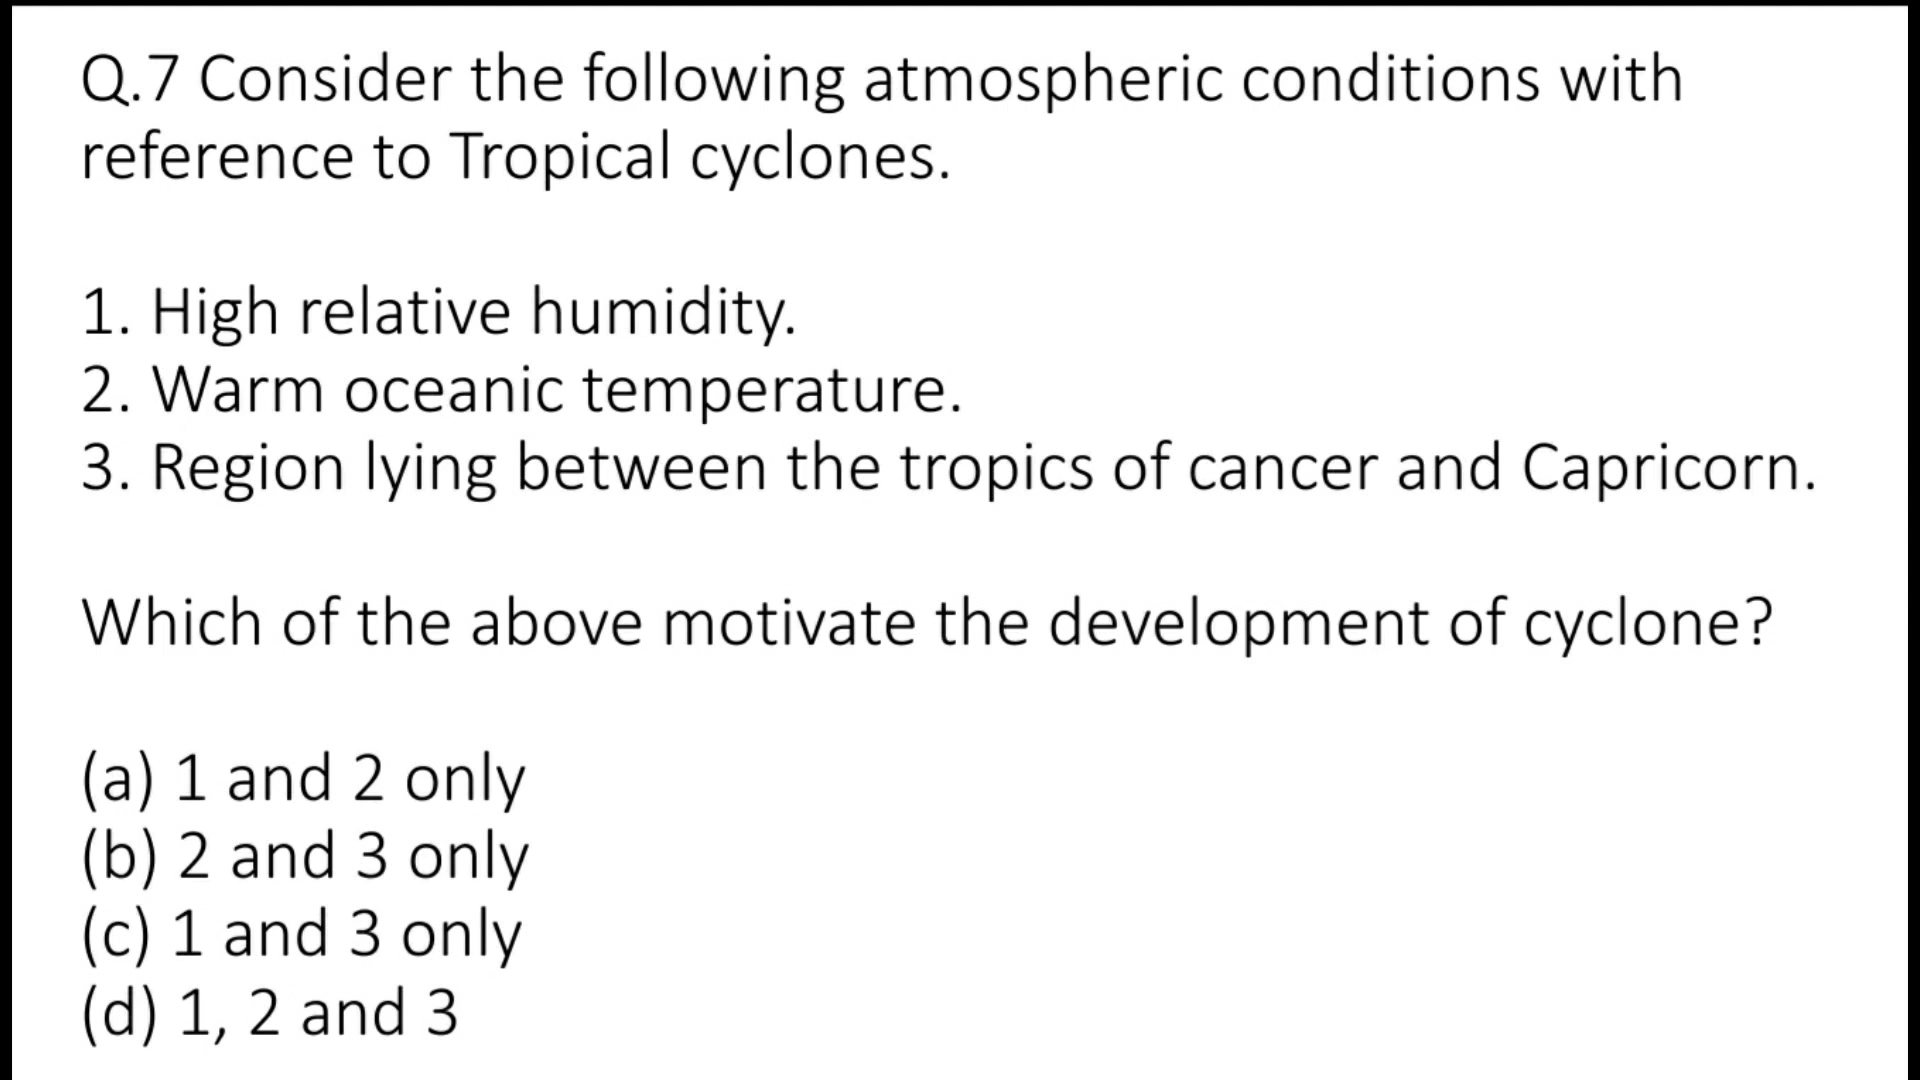 Q.7 Consider the following atmospheric conditions with
reference to Tropical cyclones.
1. High relative humidity.
2. Warm oceanic temperature.
3. Region lying between the tropics of cancer and Capricorn.
Which of the above motivate the development of cyclone?
(a) 1 and 2 only
(b) 2 and 3 only
(c) 1 and 3 only
(d) 1, 2 and 3